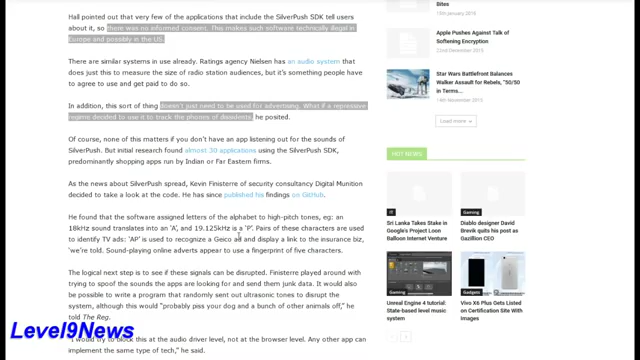 Hall pointed out that very few of the applications that include the SilverPush SDK tell users
about it, so there was no informed consent. This makes such software technically illegal in
Europe and possibly in the US.
There are similar systems in use already. Ratings agency Nielsen has an audio system that
does just this to measure the size of radio station audiences, but it's something people have
to agree to use and get paid to do so.
In addition, this sort of thing doesn't just need to be used for advertising. What if a repressive
regime decided to use it to track the phones of dissidents, he posited.
Of course, none of this matters if you don't have an app listening out for the sounds of
SilverPush. But initial research found almost 30 applications using the SilverPush SDK,
predominantly shopping apps run by Indian or Far Eastern firms.
As the news about SilverPush spread, Kevin Finisterre of security consultancy Digital Munition
decided to take a look at the code. He has since published his findings on GitHub.
He found that the software assigned letters of the alphabet to high-pitch tones, eg: an
18kHz sound translates into an 'A', and 19.125kHz is a 'P'. Pairs of these characters are used
to identify TV ads: 'AP' is used to recognize a Geico ad and display a link to the insurance biz,
we're told. Sound-playing online adverts appear to use a fingerprint of five characters.
The logical next step is to see if these signals can be disrupted. Finisterre played around with
trying to spoof the sounds the apps are looking for and send them junk data. It would also
be possible to write a program that randomly sent out ultrasonic tones to disrupt the
system, although this would "probably piss your dog and a bunch of other animals off," he
told The Reg.
"I would try to block this at the audio driver level, not at the browser level. Any other app can
implement the same type of tech," he said.
Bites
13th January 2016
Apple Pushes Against Talk of
Softening Encryption
22nd December 2015
Star Wars Battlefront Balances
Walker Assault for Rebels, "50/50
in Terms...
19th November 2015
Load more
HOT NEWS
IT
Sri Lanka Takes Stake in
Google's Project Loon
Balloon Internet Venture
Gaming
Diablo designer David
Brevik quits his post as
Gazillion CEO
Gaming
Unreal Engine 4 tutorial:
State-based level music
system
Gadgets
Vivo X6 Plus Gets Listed
on Certification Site With
Images
Level9News